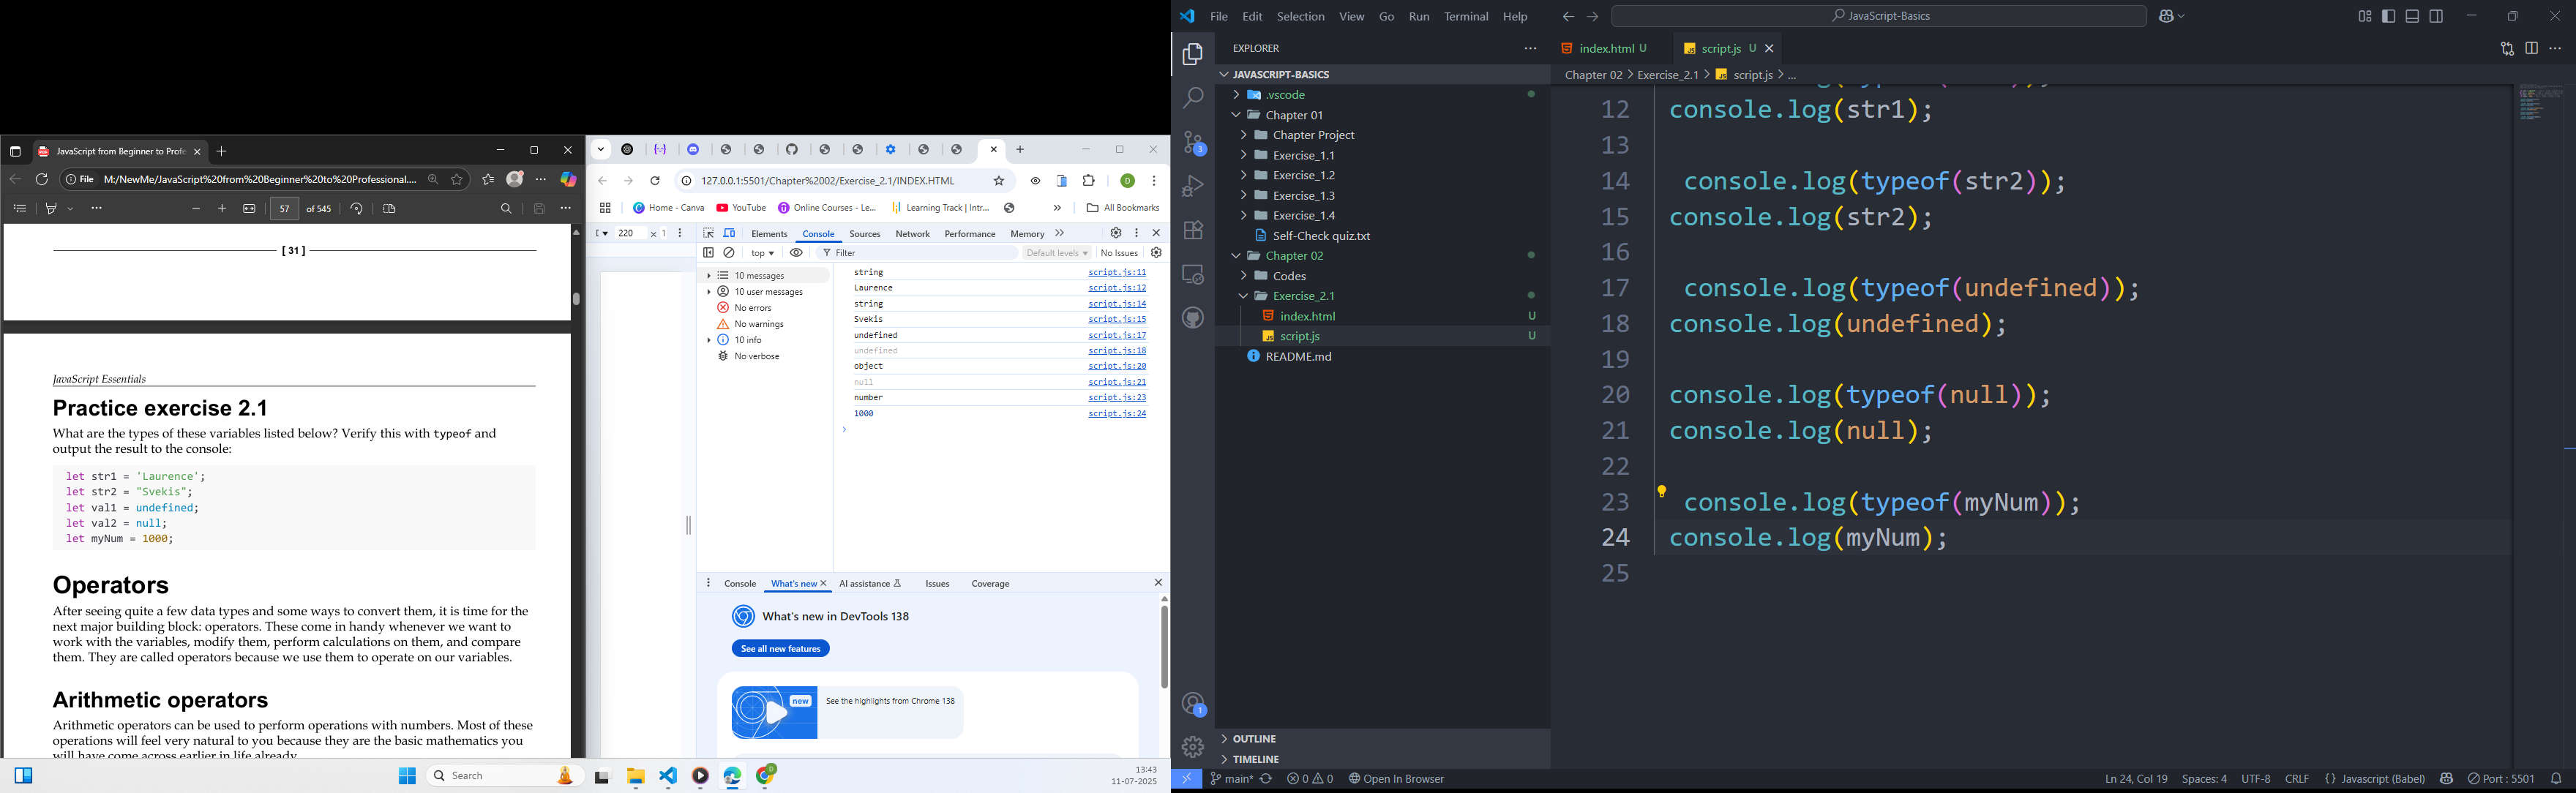 JavaScript from Beginner to Profe
File M:/NewMe/JavaScript%20from%20Beginner%20to%20Professional....
57 of 545
[ 31 ]
JavaScript Essentials
Practice exercise 2.1
What are the types of these variables listed below? Verify this with typeof and
output the result to the console:
let str1 = 'Laurence';
let str2 = "Svekis";
let val1 = undefined;
let val2 = null;
let myNum = 1000;
Operators
After seeing quite a few data types and some ways to convert them, it is time for the
next major building block: operators. These come in handy whenever we want to
work with the variables, modify them, perform calculations on them, and compare
them. They are called operators because we use them to operate on our variables.
Arithmetic operators
Arithmetic operators can be used to perform operations with numbers. Most of these
operations will feel very natural to you because they are the basic mathematics you
will have come across earlier in life already.
127.0.0.1:5501/Chapter%2002/Exercise_2.1/INDEX.HTML
D
Home - Canva YouTube Online Courses - Le... Learning Track | Intr... All Bookmarks
220 × 1
Elements Console Sources Network Performance Memory
top Filter Default levels No Issues
10 messages
10 user messages
No errors
No warnings
10 info
No verbose
string script.js:11
Laurence script.js:12
string script.js:14
Svekis script.js:15
undefined script.js:17
undefined script.js:18
object script.js:20
null script.js:21
number script.js:23
1000 script.js:24
Console What's new AI assistance Issues Coverage
What's new in DevTools 138
See all new features
new
See the highlights from Chrome 138
Search
13:43
11-07-2025
File Edit Selection View Go Run Terminal Help
JavaScript-Basics
EXPLORER
JAVASCRIPT-BASICS
.vscode
Chapter 01
Chapter Project
Exercise_1.1
Exercise_1.2
Exercise_1.3
Exercise_1.4
Self-Check quiz.txt
Chapter 02
Codes
Exercise_2.1
index.html U
script.js U
README.md
OUTLINE
TIMELINE
3
1
index.html U script.js U
Chapter 02 > Exercise_2.1 > script.js > ...
12 console.log(str1);
13
14 console.log(typeof(str2));
15 console.log(str2);
16
17 console.log(typeof(undefined));
18 console.log(undefined);
19
20 console.log(typeof(null));
21 console.log(null);
22
23 console.log(typeof(myNum));
24 console.log(myNum);
25
main* 0 0 Open In Browser
Ln 24, Col 19 Spaces: 4 UTF-8 CRLF {} Javascript (Babel) Port : 5501